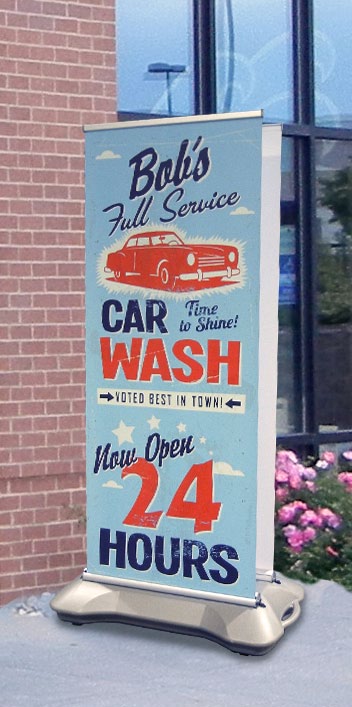 Bob's
Full Service
CAR Time to Shine!
WASH
VOTED BEST IN TOWN!
Now Open
24
HOURS